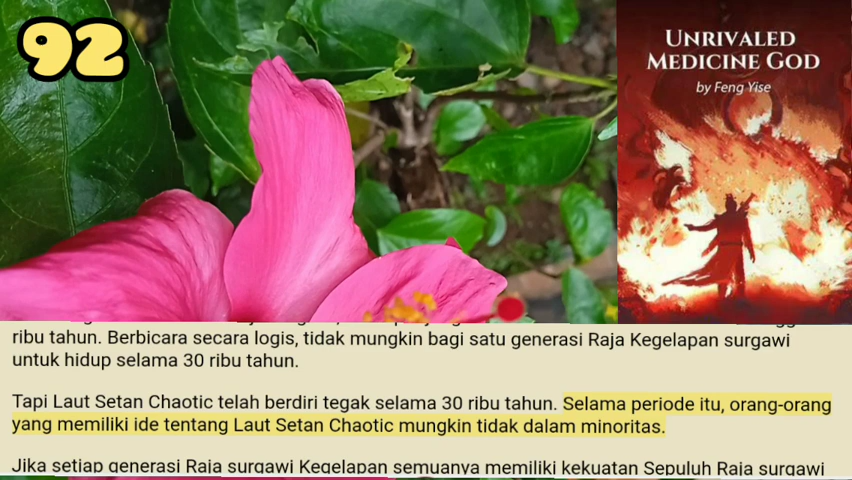 92
UNRIVALED
MEDICINE GOD
by Feng Yise
ribu tahun. Berbicara secara logis, tidak mungkin bagi satu generasi Raja Kegelapan surgawi
untuk hidup selama 30 ribu tahun.
Tapi Laut Setan Chaotic telah berdiri tegak selama 30 ribu tahun. Selama periode itu, orang-orang
yang memiliki ide tentang Laut Setan Chaotic mungkin tidak dalam minoritas.
Jika setiap generasi Raja surgawi Kegelapan semuanya memiliki kekuatan Sepuluh Raja surgawi